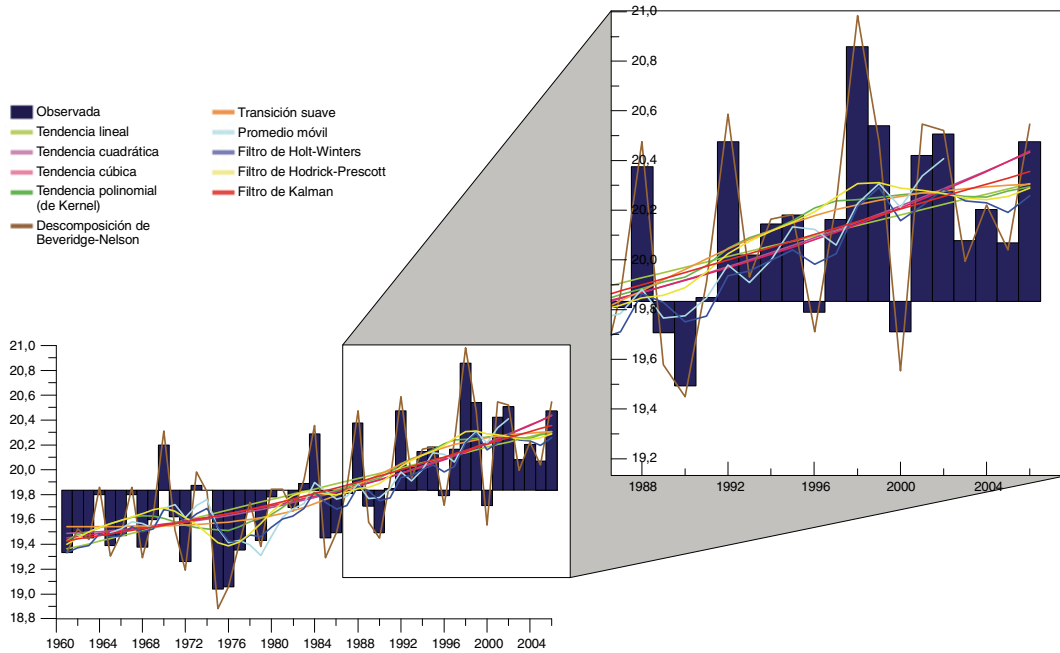 Observada
Tendencia lineal
Tendencia cuadrática
Tendencia cúbica
Tendencia polinomial
(de Kernel)
Descomposición de
Beveridge-Nelson
Transición suave
Promedio móvil
Filtro de Holt-Winters
Filtro de Hodrick-Prescott
Filtro de Kalman
21,0
20,8
20,6
20,4
20,2
20,0
19,8
19,6
19,4
19,2
1988 1992 1996 2000 2004
21,0
20,8
20,6
20,4
20,2
20,0
19,8
19,6
19,4
19,2
19,0
18,8
1960 1964 1968 1972 1976 1980 1984 1988 1992 1996 2000 2004